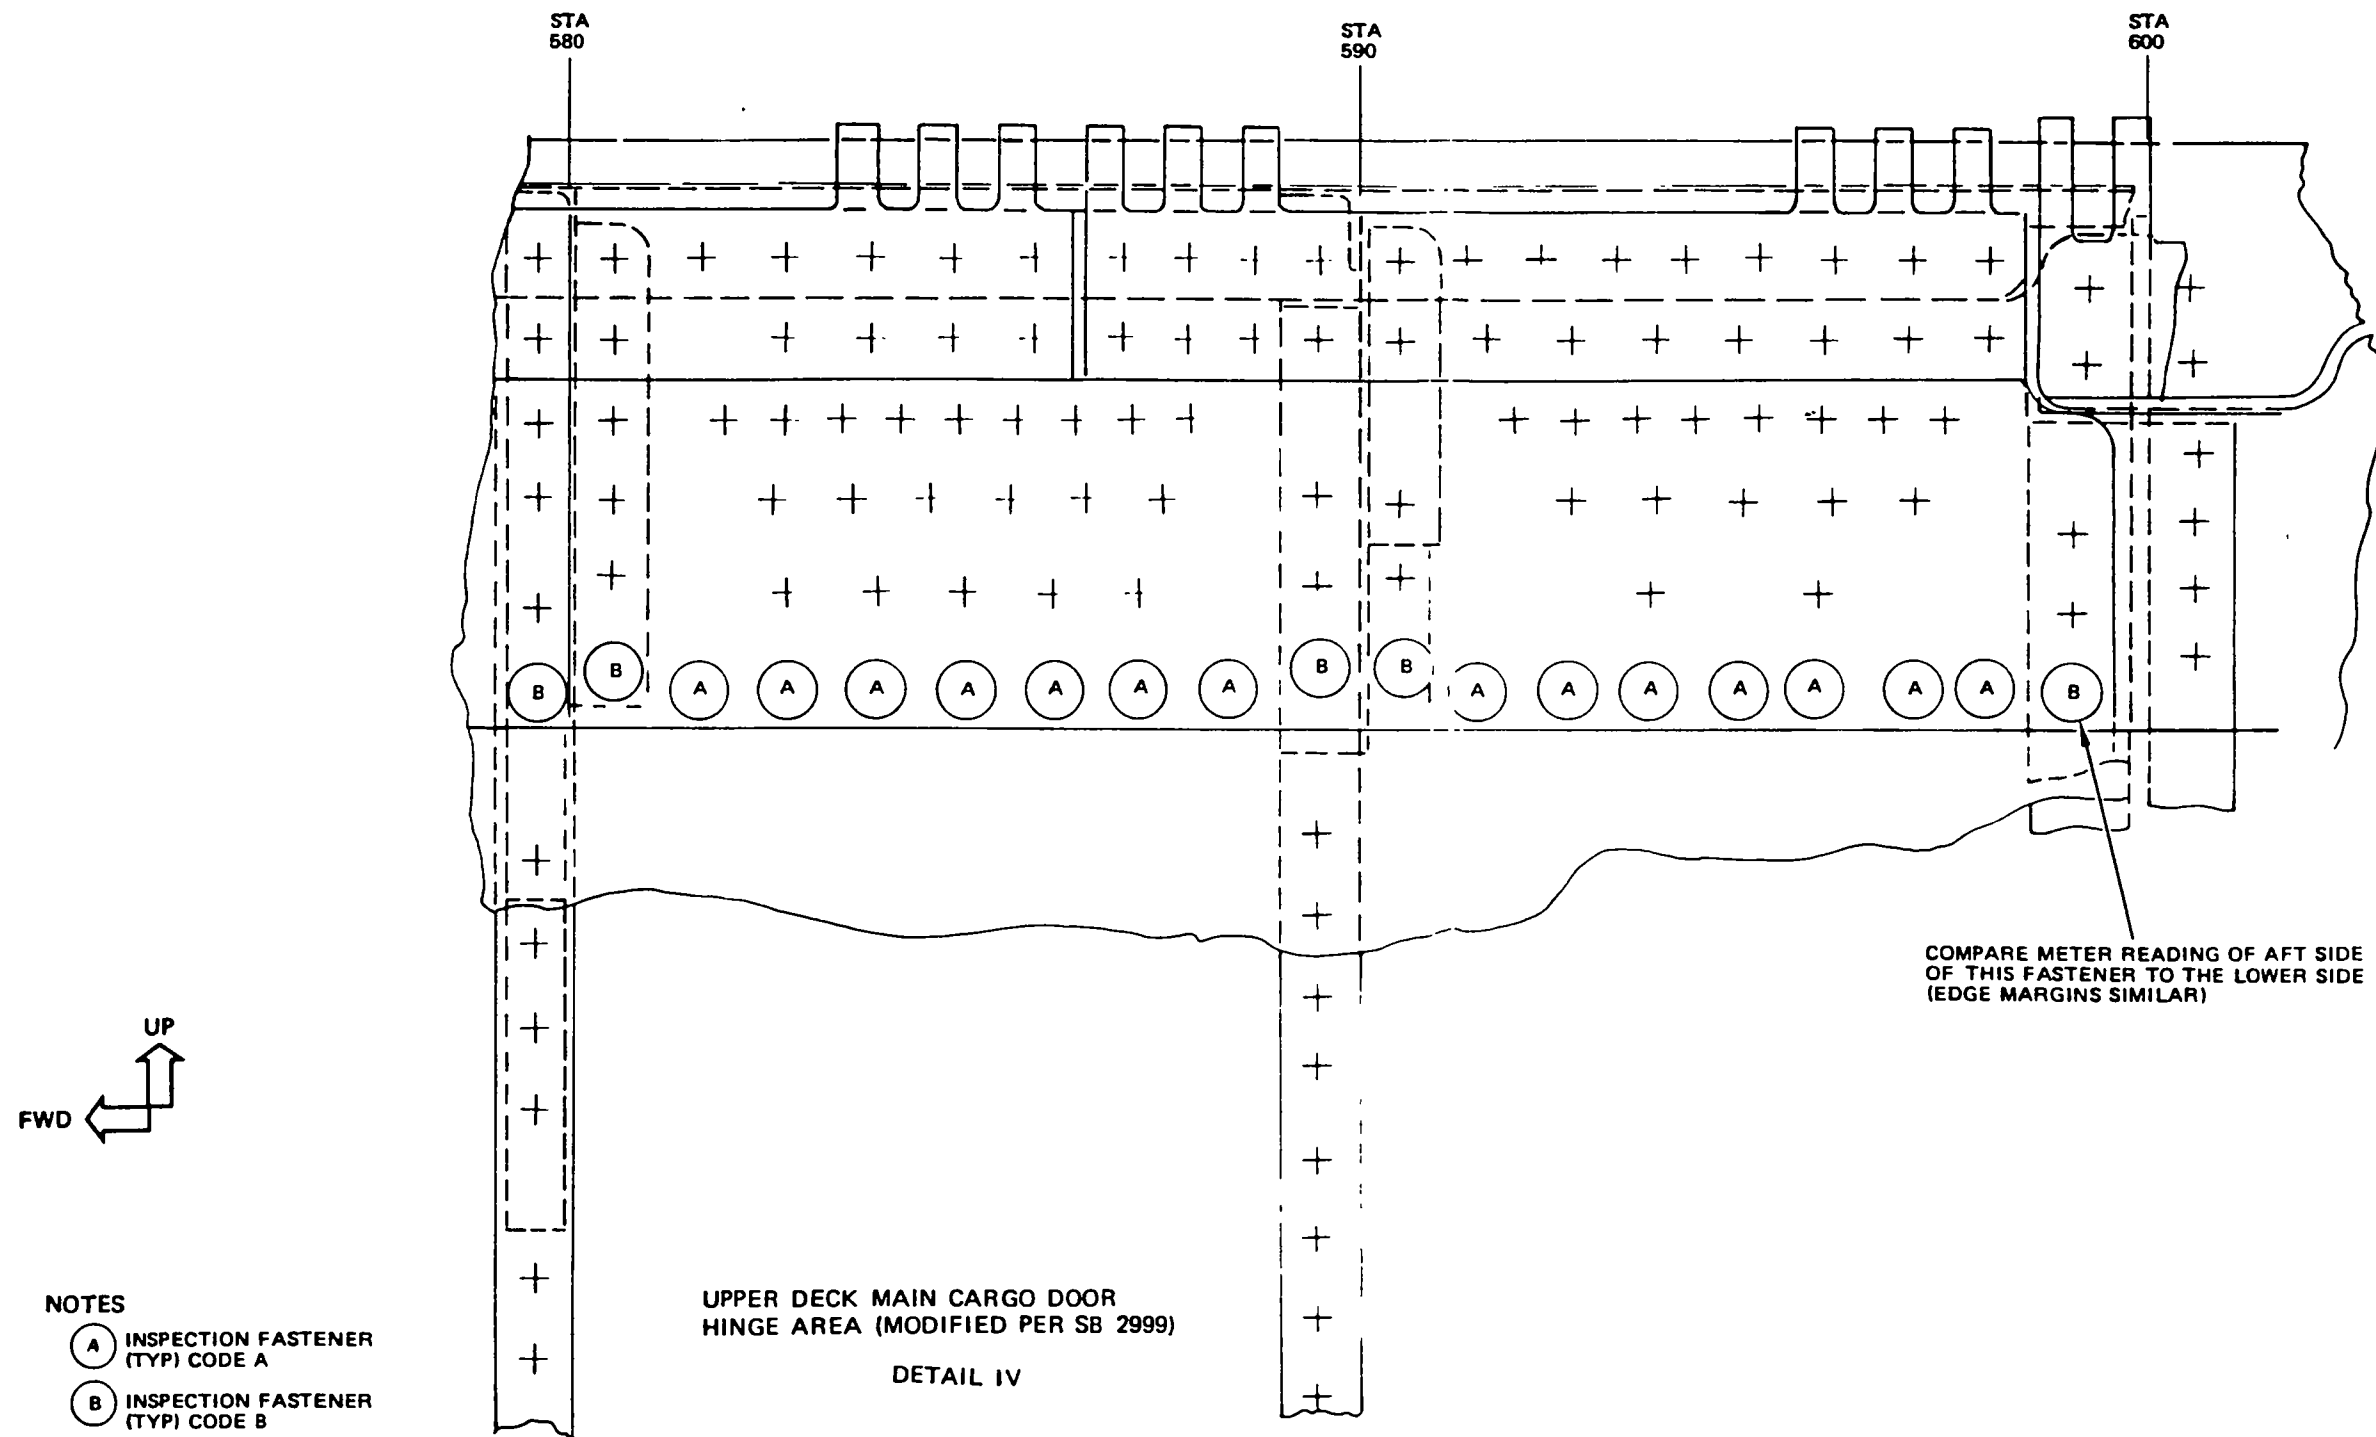 STA
580
STA
590
STA
600
B B A A A A A A A B B A A A A A A A B
COMPARE METER READING OF AFT SIDE
OF THIS FASTENER TO THE LOWER SIDE
(EDGE MARGINS SIMILAR)
UP
FWD
NOTES
A INSPECTION FASTENER
(TYP) CODE A
B INSPECTION FASTENER
(TYP) CODE B
UPPER DECK MAIN CARGO DOOR
HINGE AREA (MODIFIED PER SB 2999)
DETAIL IV